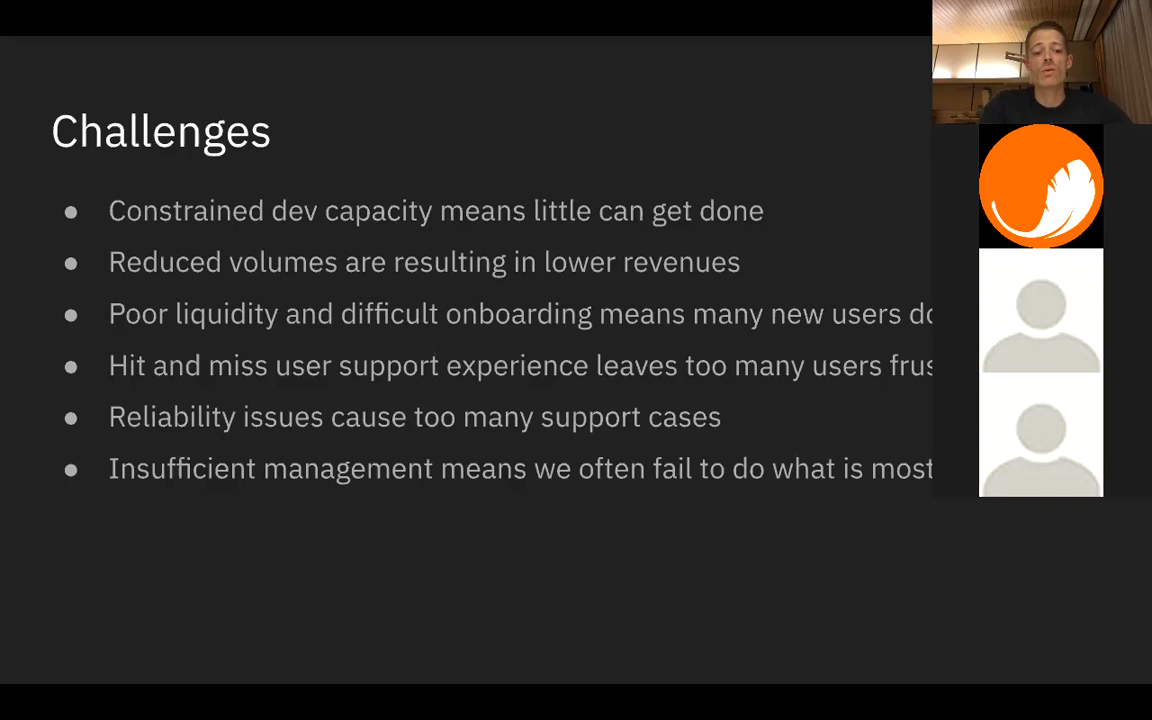 Challenges
● Constrained dev capacity means little can get done
● Reduced volumes are resulting in lower revenues
● Poor liquidity and difficult onboarding means many new users
● Hit and miss user support experience leaves too many users
● Reliability issues cause too many support cases
● Insufficient management means we often fail to do what is most